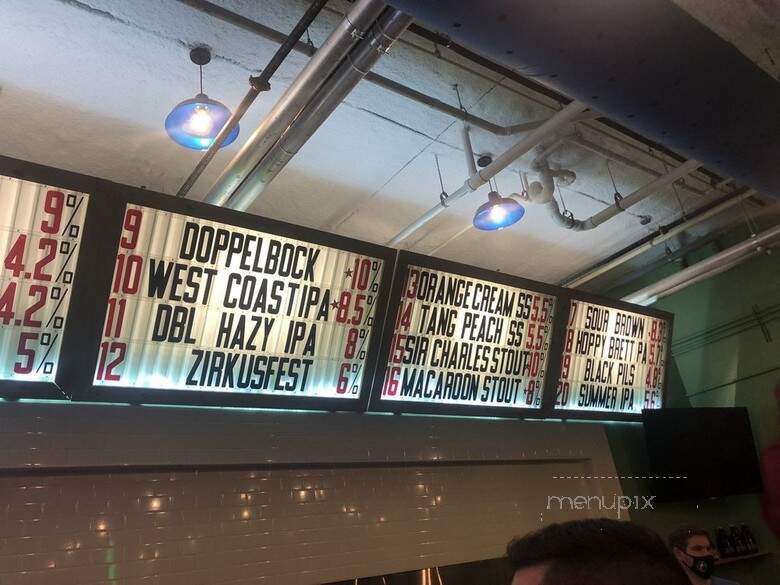 9%
4.2%
4.2%
5%
9 DOPPELBOCK *10%
10 WEST COAST IPA *8.5%
11 DBL HAZY IPA 8%
12 ZIRKUSFEST 6%
13 ORANGE CREAM SS 5.5%
14 TANG PEACH SS 5.5%
15 SIR CHARLES STOUT 10%
16 MACAROON STOUT 8%
SOUR BROWN
HOPPY BRETT PA
BLACK PILS
20 SUMMER IPA
menupix